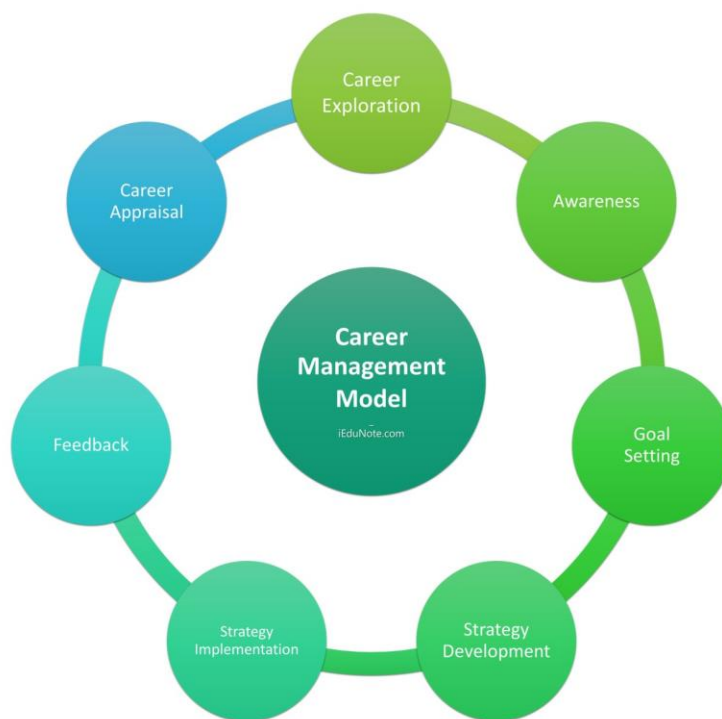 Career
Exploration
Awareness
Goal
Setting
Strategy
Development
Strategy
Implementation
Feedback
Career
Appraisal
Career
Management
Model
–
iEduNote.com